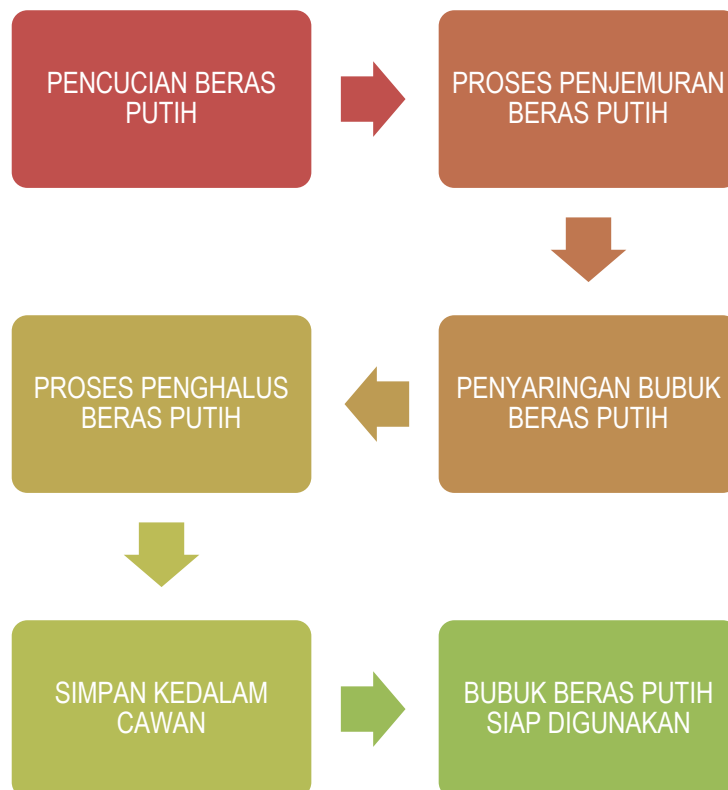 PENCUCIAN BERAS
PUTIH
PROSES PENJEMURAN
BERAS PUTIH
PENYARINGAN BUBUK
BERAS PUTIH
PROSES PENGHALUS
BERAS PUTIH
SIMPAN KEDALAM
CAWAN
BUBUK BERAS PUTIH
SIAP DIGUNAKAN